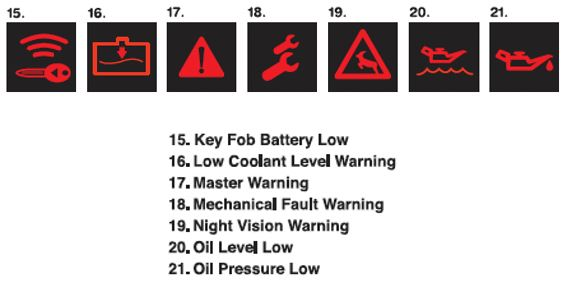 15. 16. 17. 18. 19. 20. 21.
15. Key Fob Battery Low
16. Low Coolant Level Warning
17. Master Warning
18. Mechanical Fault Warning
19. Night Vision Warning
20. Oil Level Low
21. Oil Pressure Low